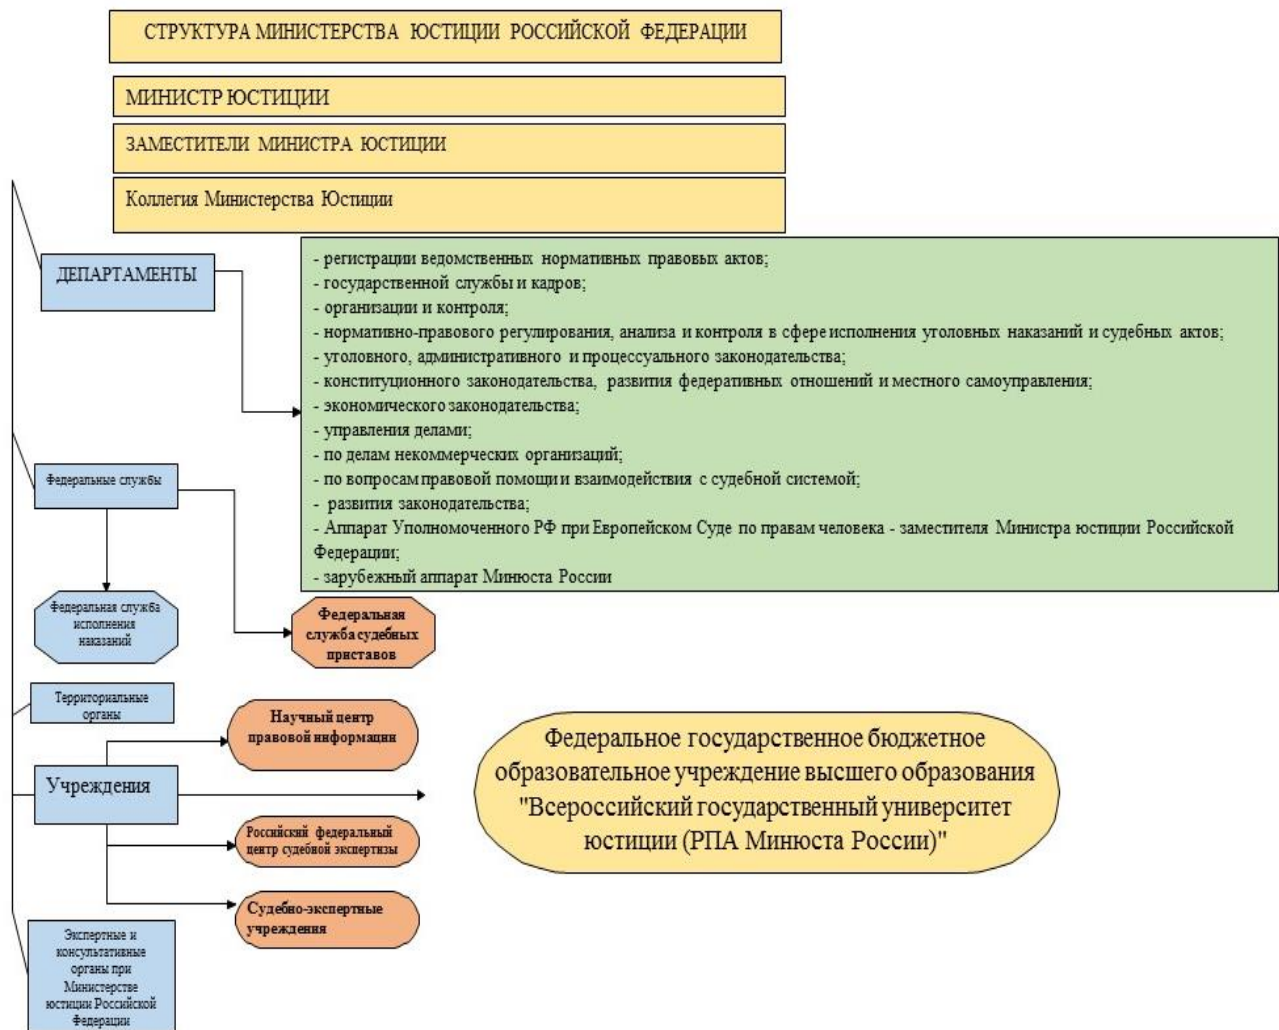 СТРУКТУРА МИНИСТЕРСТВА ЮСТИЦИИ РОССИЙСКОЙ ФЕДЕРАЦИИ
МИНИСТР ЮСТИЦИИ
ЗАМЕСТИТЕЛИ МИНИСТРА ЮСТИЦИИ
Коллегия Министерства Юстиции
ДЕПАРТАМЕНТЫ
- регистрации ведомственных нормативных правовых актов;
- государственной службы и кадров;
- организации и контроля;
- нормативно-правового регулирования, анализа и контроля в сфере исполнения уголовных наказаний и судебных актов;
- уголовного, административного и процессуального законодательства;
- конституционного законодательства, развития федеративных отношений и местного самоуправления;
- экономического законодательства;
- управления делами;
- по делам некоммерческих организаций;
- по вопросам правовой помощи и взаимодействия с судебной системой;
- развития законодательства;
- Аппарат Уполномоченного РФ при Европейском Суде по правам человека - заместителя Министра юстиции Российской
Федерации;
- зарубежный аппарат Минюста России
Федеральные службы
Федеральная служба
исполнения
наказаний
Федеральная
служба судебных
приставов
Территориальные
органы
Научный центр
правовой информации
Учреждения
Федеральное государственное бюджетное
образовательное учреждение высшего образования
"Всероссийский государственный университет
юстиции (РПА Минюста России)"
Российский федеральный
центр судебной экспертизы
Судебно-экспертные
учреждения
Экспертные и
консультативные
органы при
Министерстве
юстиции Российской
Федерации